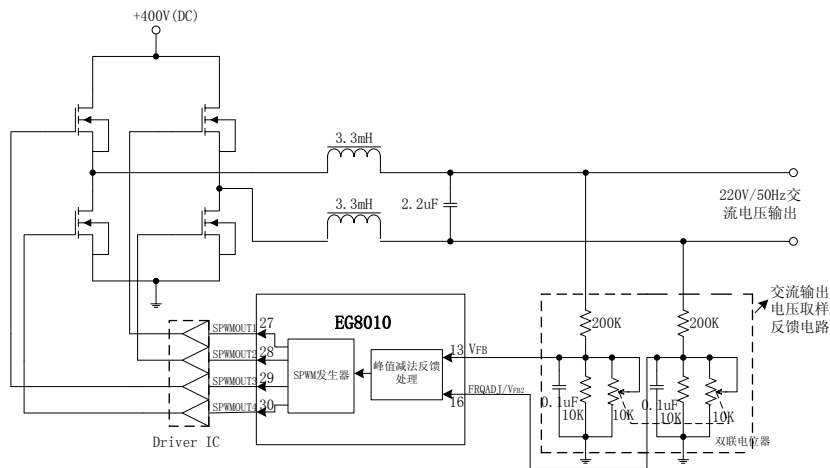 +400V(DC)
3.3mH
3.3mH
2.2uF
220V/50Hz交
流电压输出
EG8010
交流输出
电压取样
反馈电路
SPWMOUT1 27
SPWMOUT2 28
SPWMOUT3 29
SPWMOUT4 30
SPWM发生器
峰值减法反馈
处理
13 VFB
FRQADJ/VFB2
16
200K
200K
0.1uF
10K
10K
0.1uF
10K
10K
双联电位器
Driver IC